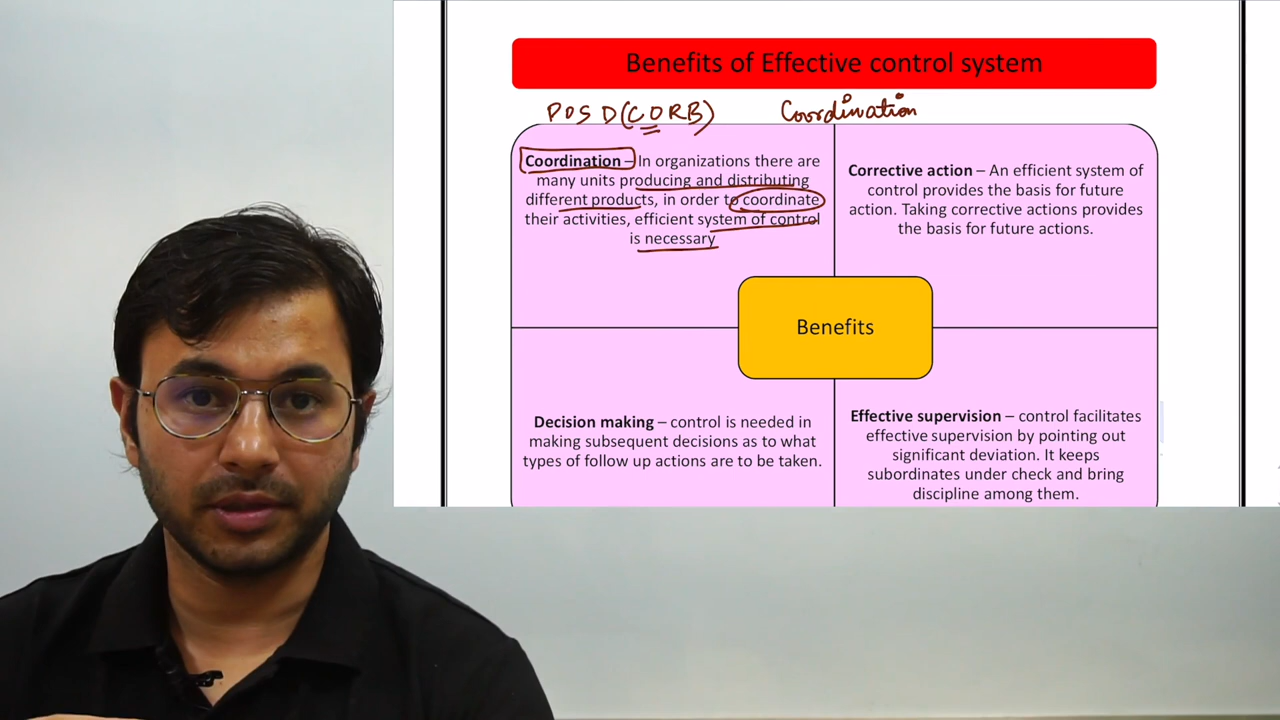 Benefits of Effective control system
POSD(CORB) Coordination
Coordination – In organizations there are
many units producing and distributing
different products, in order to coordinate
their activities, efficient system of control
is necessary
Corrective action – An efficient system of
control provides the basis for future
action. Taking corrective actions provides
the basis for future actions.
Benefits
Decision making – control is needed in
making subsequent decisions as to what
types of follow up actions are to be taken.
Effective supervision – control facilitates
effective supervision by pointing out
significant deviation. It keeps
subordinates under check and bring
discipline among them.